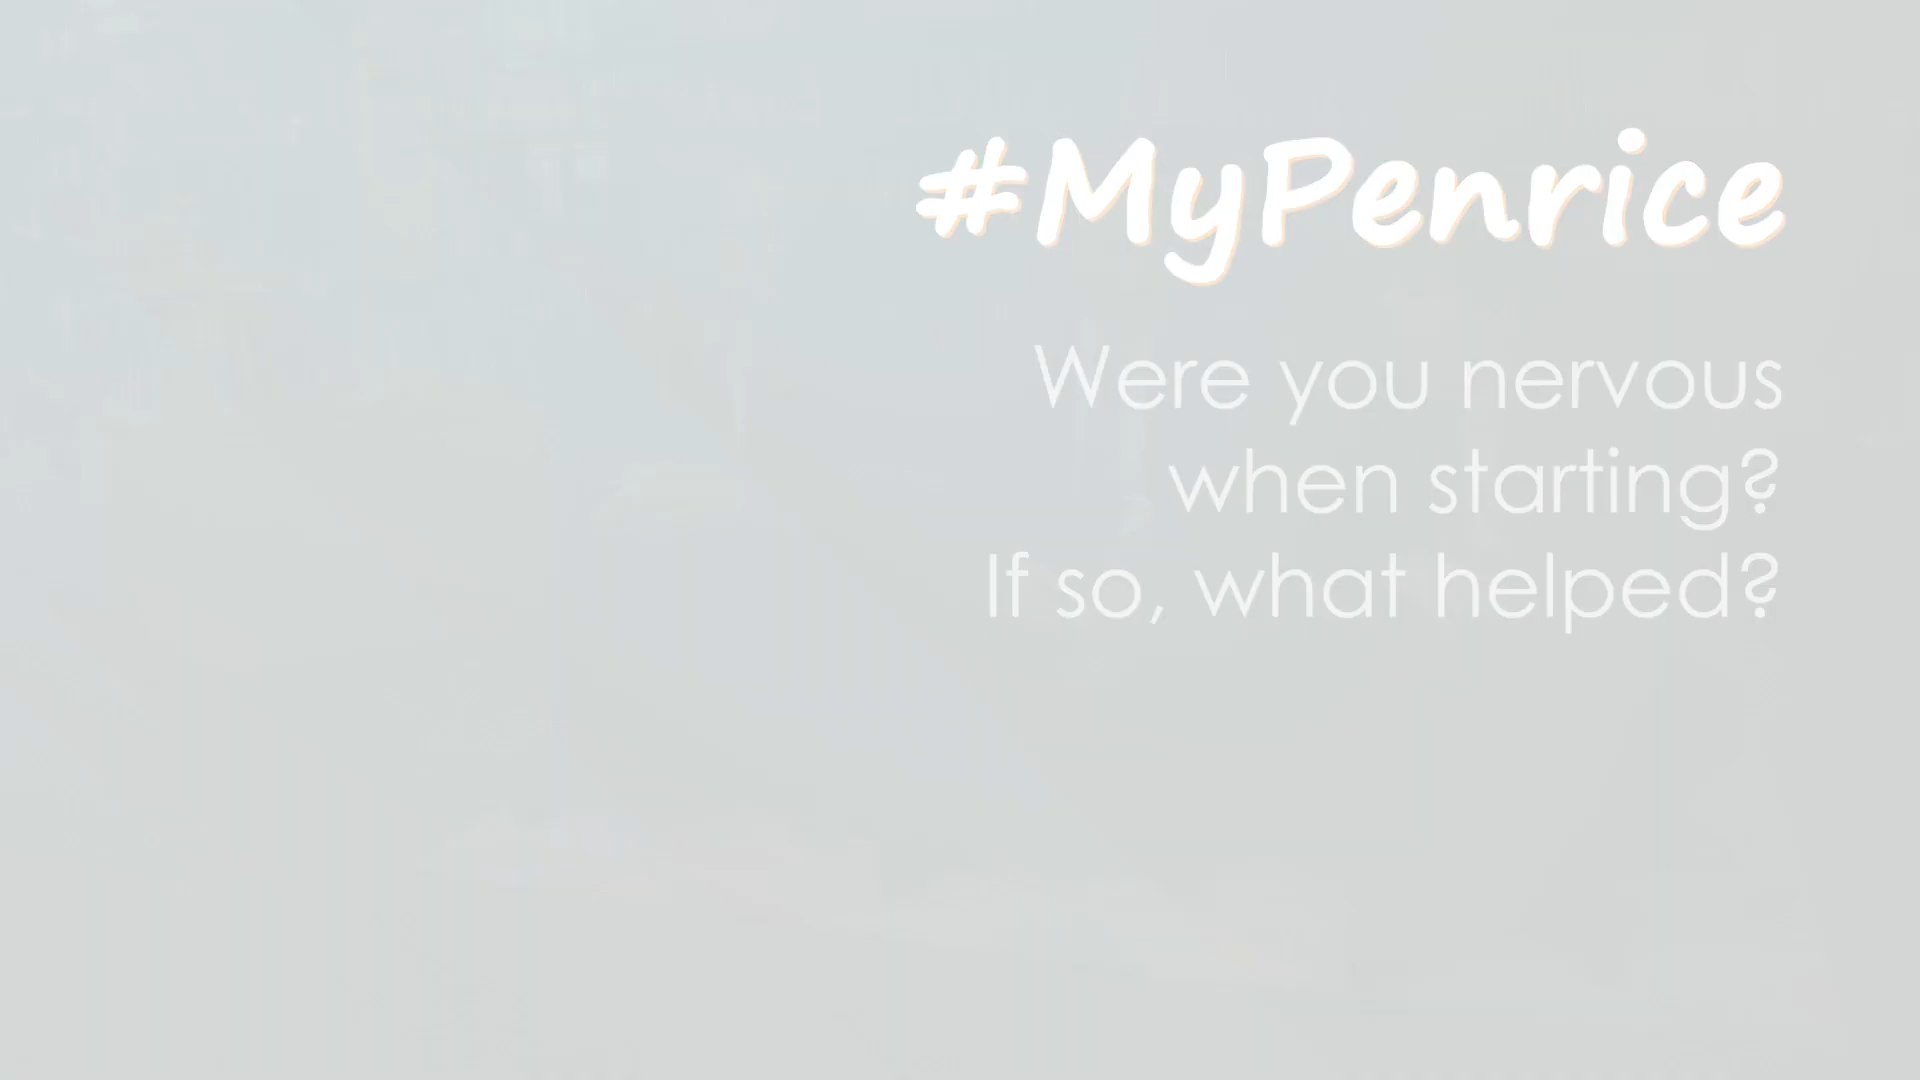 #MyPenrice
Were you nervous
when starting?
If so, what helped?